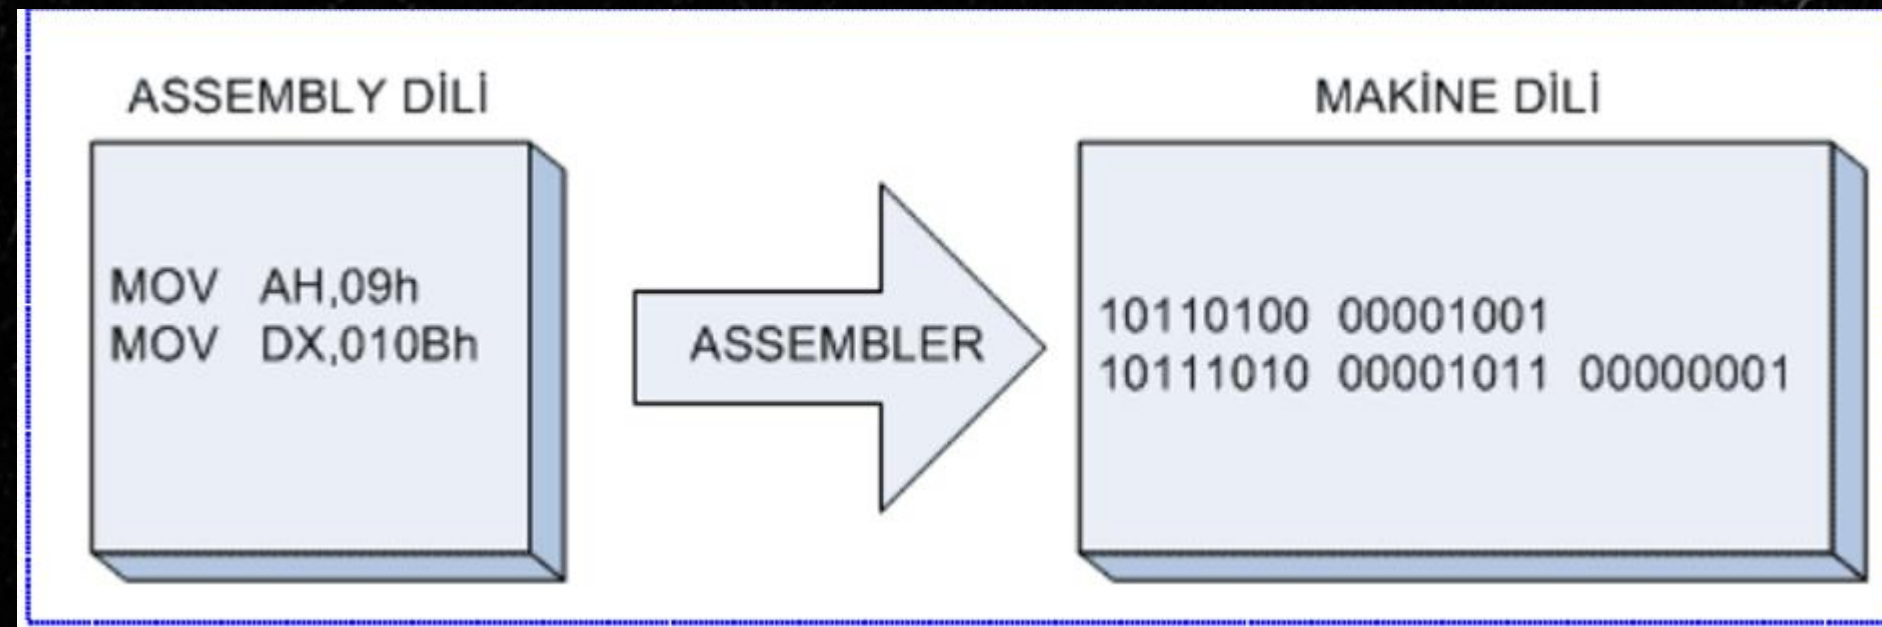 ASSEMBLY DİLİ
MOV AH,09h
MOV DX,010Bh
ASSEMBLER
MAKİNE DİLİ
10110100 00001001
10111010 00001011 00000001